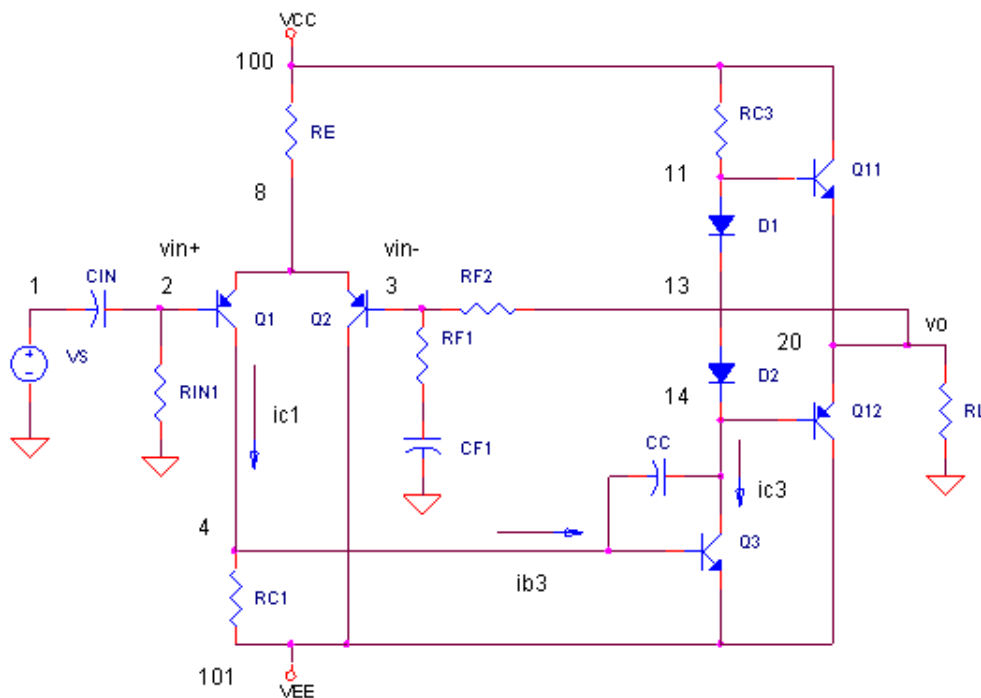 VCC
100
RE
RC3
11
Q11
8
D1
vin+
vin-
1
CIN
2
3
RF2
13
Q1
Q2
VS
RF1
20
vo
D2
RIN1
14
Q12
RL
ic1
CF1
CC
ic3
4
Q3
ib3
RC1
101
VEE